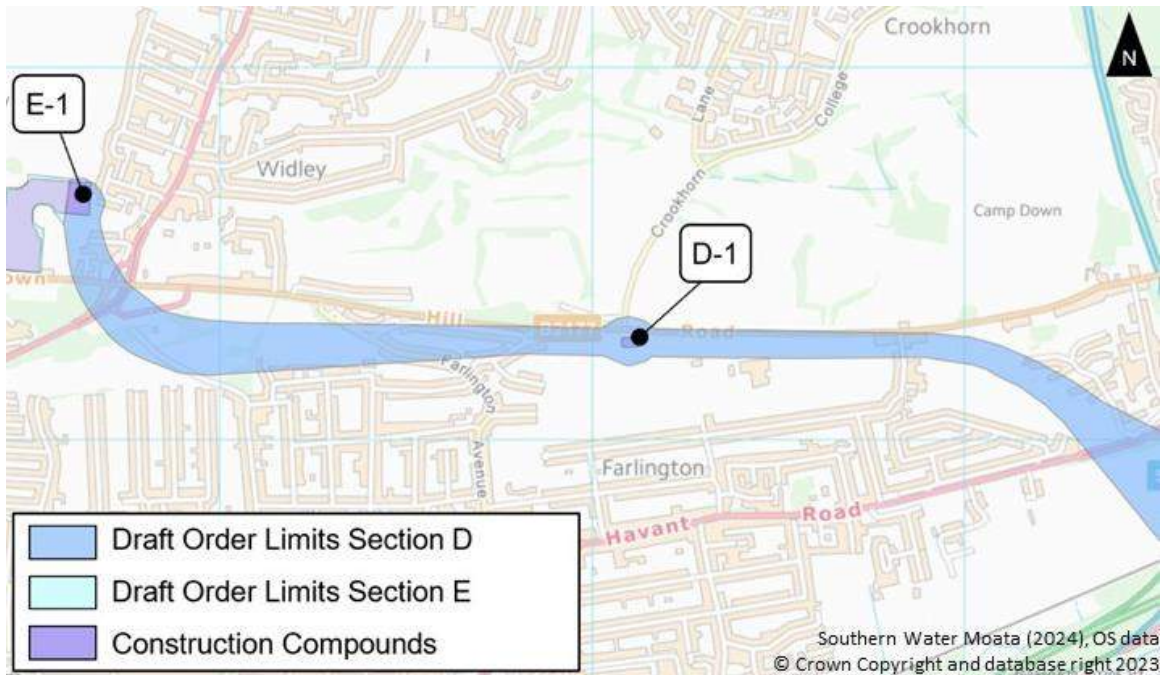 Crookhorn
N
E-1
Lane
College
Widley
Camp Down
Crookhorn
D-1
own
Hill
Road
Farlington
Avenue
Farlington
Havant Road
Draft Order Limits Section D
Draft Order Limits Section E
Construction Compounds
Southern Water Moata (2024), OS data
© Crown Copyright and database right 2023